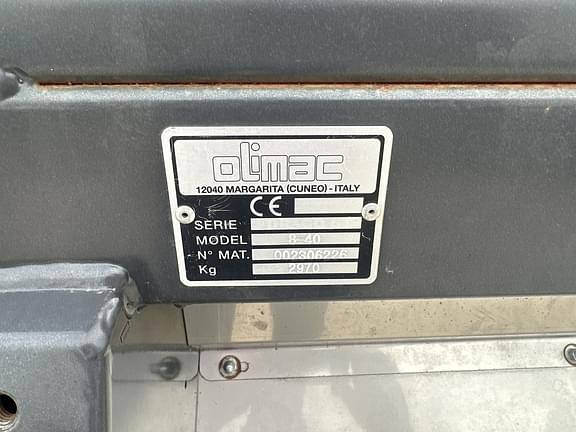 olimac
12040 MARGARITA (CUNEO) - ITALY
CE
SERIE
MODEL 8-40
N° MAT. 002306226
Kg 2970